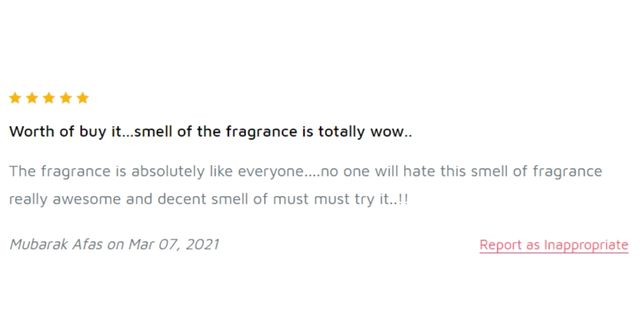 Worth of buy it...smell of the fragrance is totally wow..
The fragrance is absolutely like everyone....no one will hate this smell of fragrance
really awesome and decent smell of must must try it..!!
Mubarak Afas on Mar 07, 2021
Report as Inappropriate